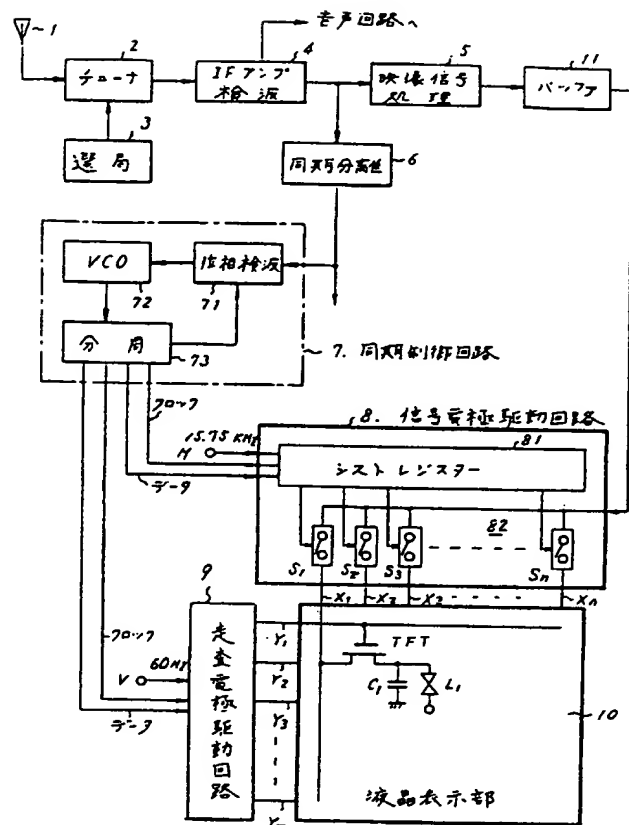 1
音声回路へ
2
4
5
11
チューナ
IFアンプ
検波
映像信号
処理
バッファ
3
選局
同期分離
6
VCO
位相検波
72
71
分周
73
7. 同期制御回路
クロック
8. 信号電極駆動回路
15.75 KHz
H
81
シストレジスター
データ
82
S1
S2
S3
Sn
X1
X2
X3
Xn
9
走査電極駆動回路
クロック
60Hz
V
データ
Y1
Y2
Y3
TFT
C1
L1
10
液晶表示部